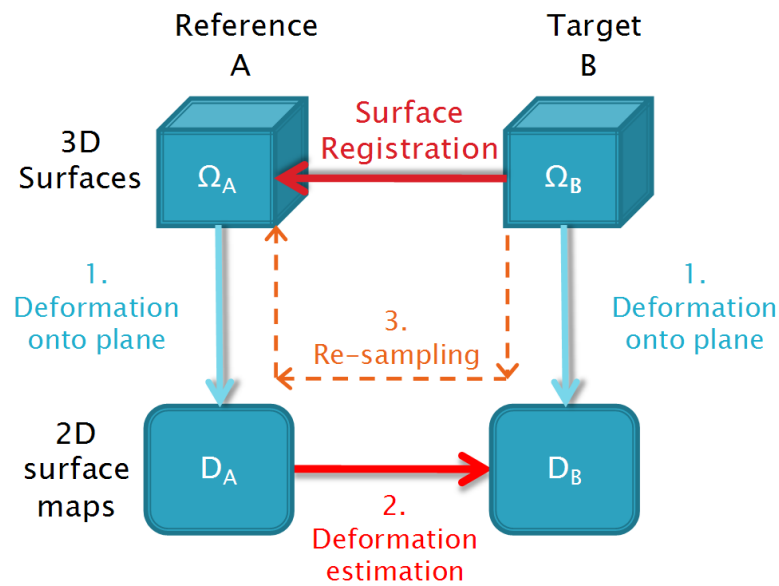 Reference
A
Target
B
3D
Surfaces
Surface
Registration
Ω_A
Ω_B
1.
Deformation
onto plane
3.
Re-sampling
1.
Deformation
onto plane
2D
surface
maps
D_A
D_B
2.
Deformation
estimation